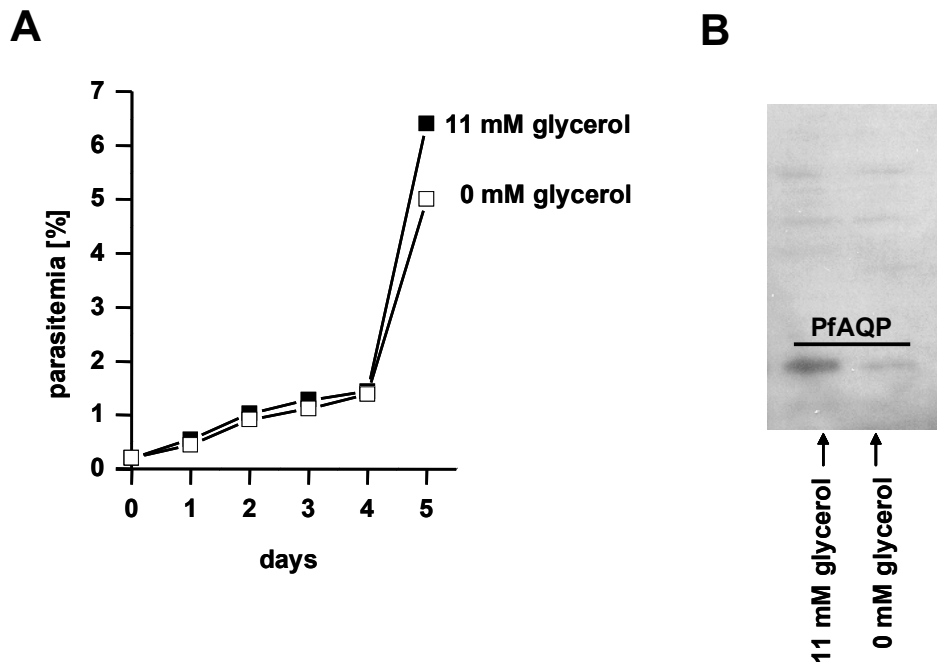 A
B
7
6
5
4
3
2
1
0
parasitemia [%]
0 1 2 3 4 5
days
11 mM glycerol
0 mM glycerol
PfAQP
11 mM glycerol
0 mM glycerol